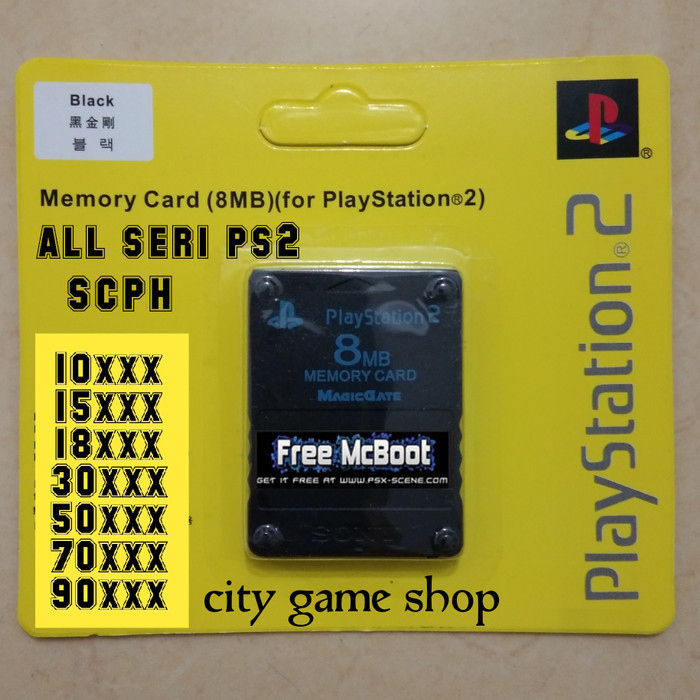 Black
黑金剛
블랙
Memory Card (8MB)(for PlayStation®2)
ALL SERI PS2
SCPH
10XXX
15XXX
18XXX
30XXX
50XXX
70XXX
90XXX
PlayStation 2
8MB
MEMORY CARD
MAGICGATE
Free McBoot
GET IT FREE AT WWW.PSX-SCENE.COM
SONY
city game shop
®
PlayStation®2